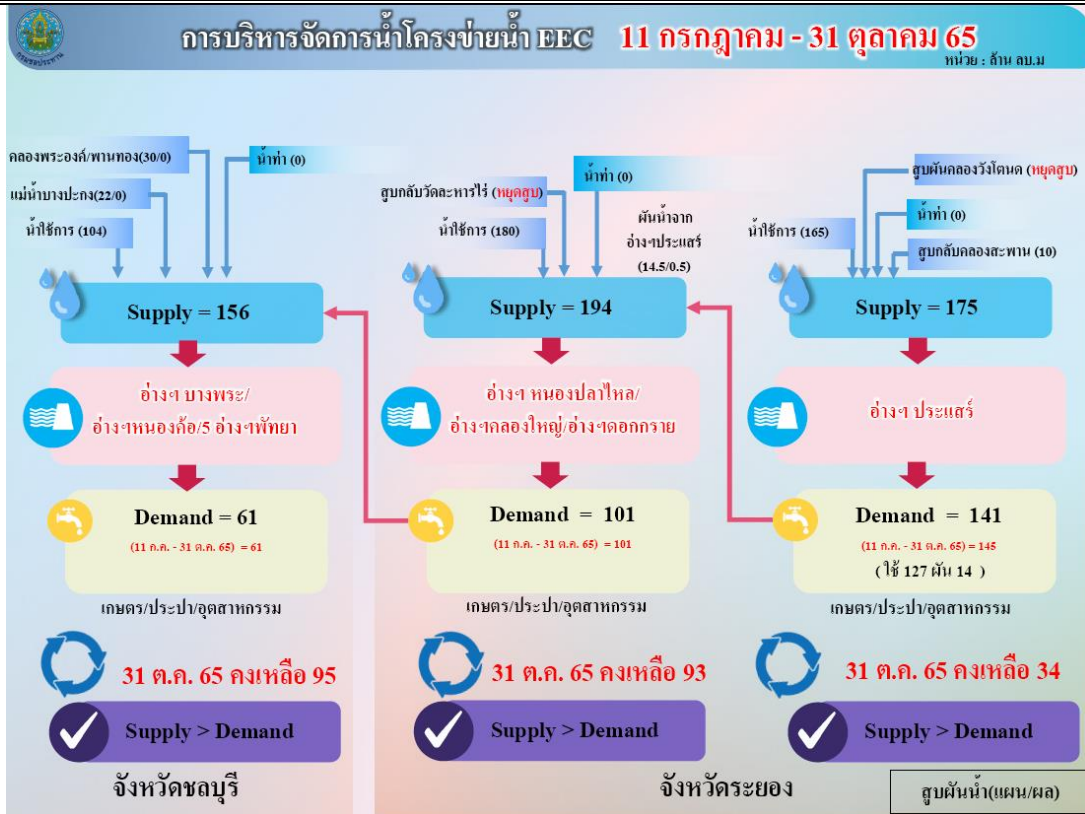 การบริหารจัดการน้ำโครงข่ายน้ำ EEC 11 กรกฎาคม - 31 ตุลาคม 65
หน่วย : ล้าน ลบ.ม
กรมชลประทาน
คลองพระองค์/พานทอง(30/0)
น้ำท่า (0)
แม่น้ำบางปะกง(22/0)
น้ำใช้การ (104)
Supply = 156
อ่างฯ บางพระ/
อ่างฯหนองค้อ/5 อ่างฯพัทยา
Demand = 61
(11 ก.ค. - 31 ต.ค. 65) = 61
เกษตร/ประปา/อุตสาหกรรม
31 ต.ค. 65 คงเหลือ 95
Supply > Demand
จังหวัดชลบุรี
น้ำท่า (0)
สูบกลับวัดละหารไร่ (หยุดสูบ)
น้ำใช้การ (180)
ผันน้ำจาก
อ่างฯประแสร์
(14.5/0.5)
Supply = 194
อ่างฯ หนองปลาไหล/
อ่างฯคลองใหญ่/อ่างฯดอกกราย
Demand = 101
(11 ก.ค. - 31 ต.ค. 65) = 101
เกษตร/ประปา/อุตสาหกรรม
31 ต.ค. 65 คงเหลือ 93
Supply > Demand
สูบผันคลองวังโตนด (หยุดสูบ)
น้ำท่า (0)
น้ำใช้การ (165)
สูบกลับคลองสะพาน (10)
Supply = 175
อ่างฯ ประแสร์
Demand = 141
(11 ก.ค. - 31 ต.ค. 65) = 145
( ใช้ 127 ผัน 14 )
เกษตร/ประปา/อุตสาหกรรม
31 ต.ค. 65 คงเหลือ 34
Supply > Demand
จังหวัดระยอง
สูบผันน้ำ(แผน/ผล)